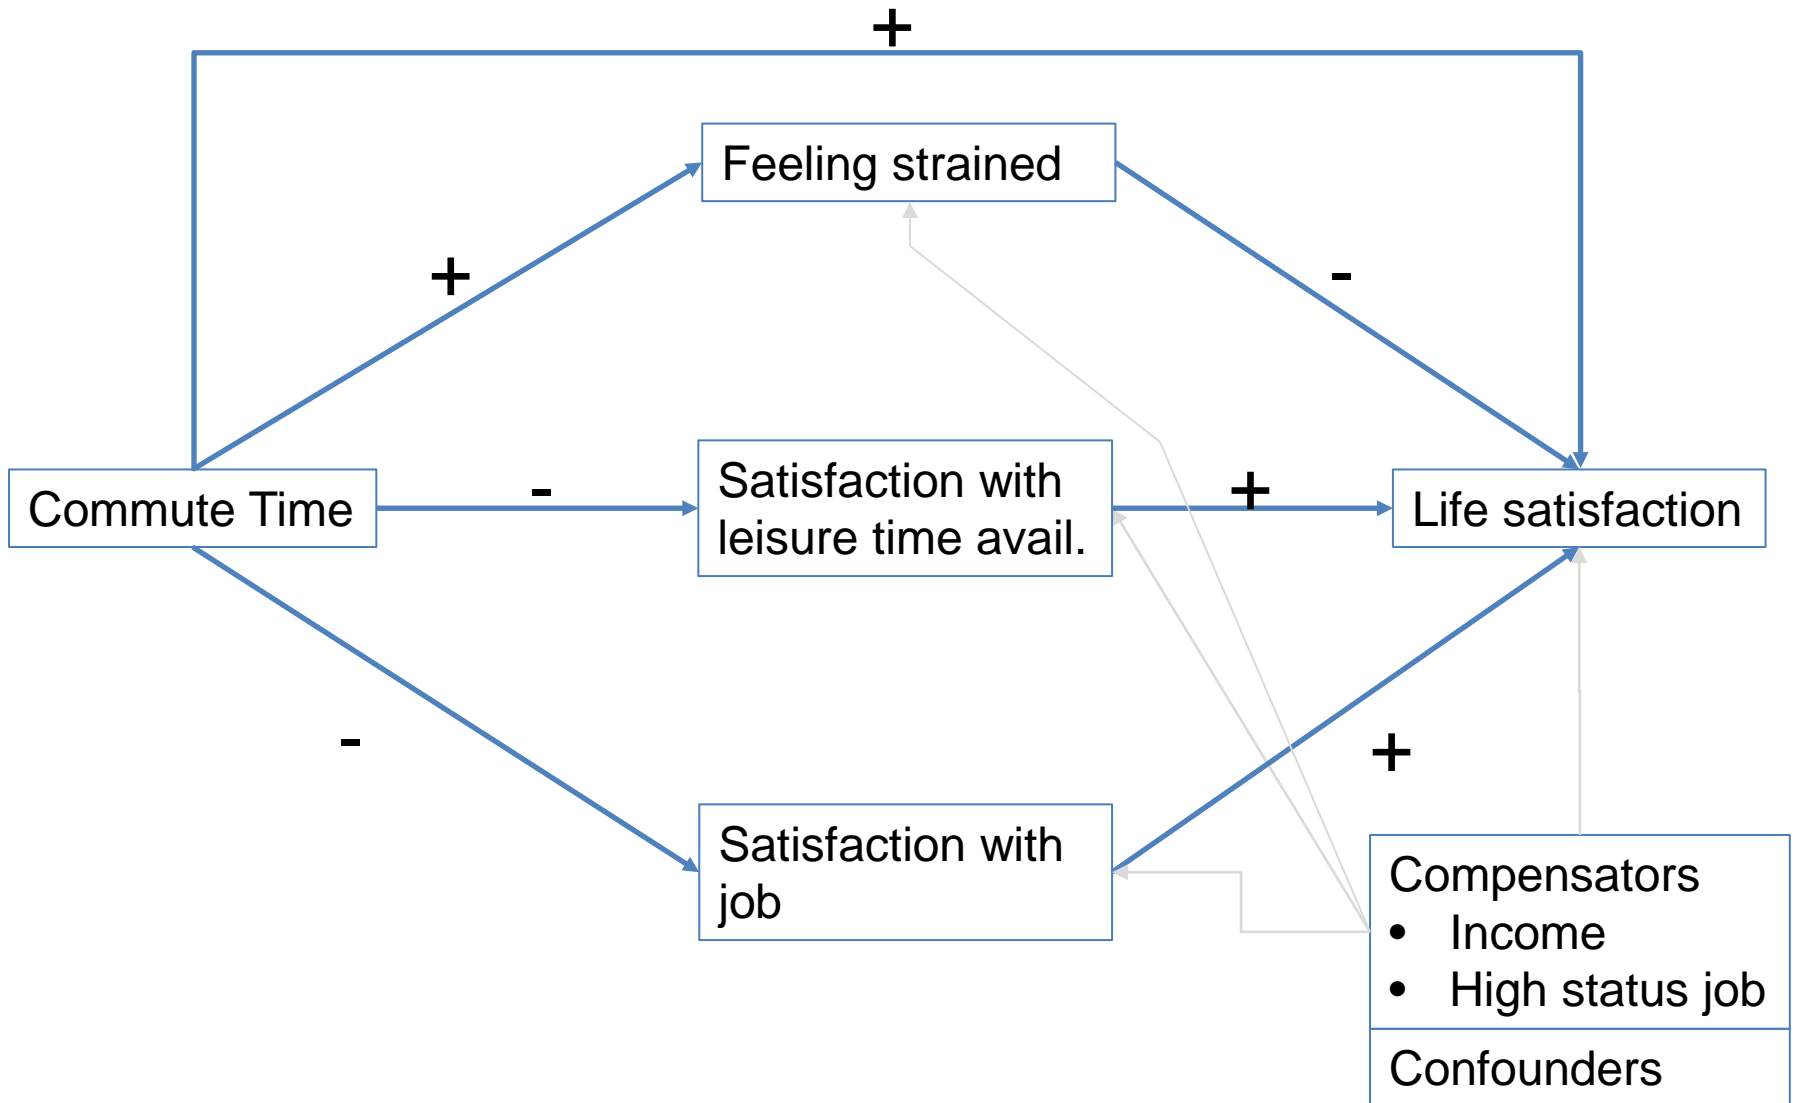 +
Feeling strained
+
-
Commute Time
-
Satisfaction with
leisure time avail.
+
Life satisfaction
-
+
Satisfaction with
job
Compensators
• Income
• High status job
Confounders